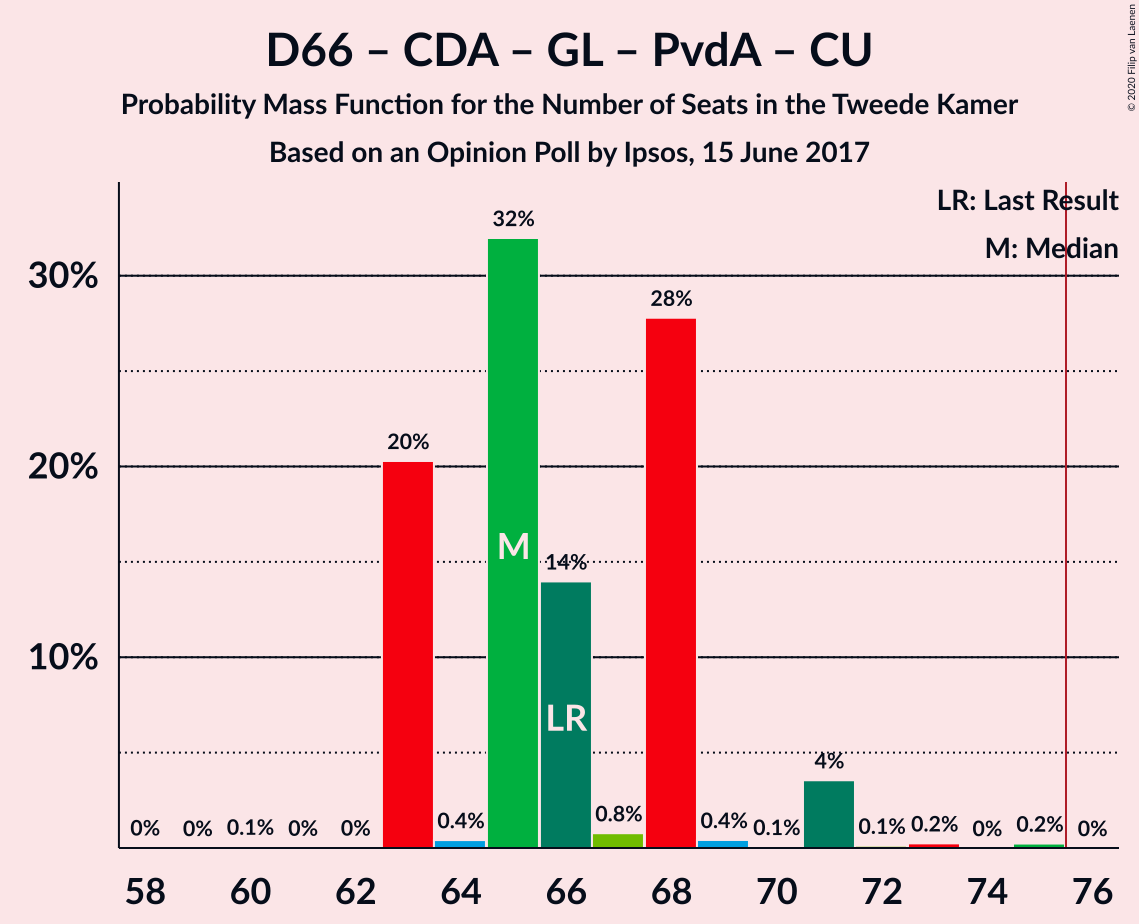 D66 – CDA – GL – PvdA – CU
Probability Mass Function for the Number of Seats in the Tweede Kamer
Based on an Opinion Poll by Ipsos, 15 June 2017
© 2020 Filip van Laenen
LR: Last Result
M: Median
32%
30%
28%
20%
20%
M
14%
10%
LR
4%
0% 0% 0.1% 0% 0% 0.4% 0.8% 0.4% 0.1% 0.1% 0.2% 0% 0.2% 0%
58 60 62 64 66 68 70 72 74 76